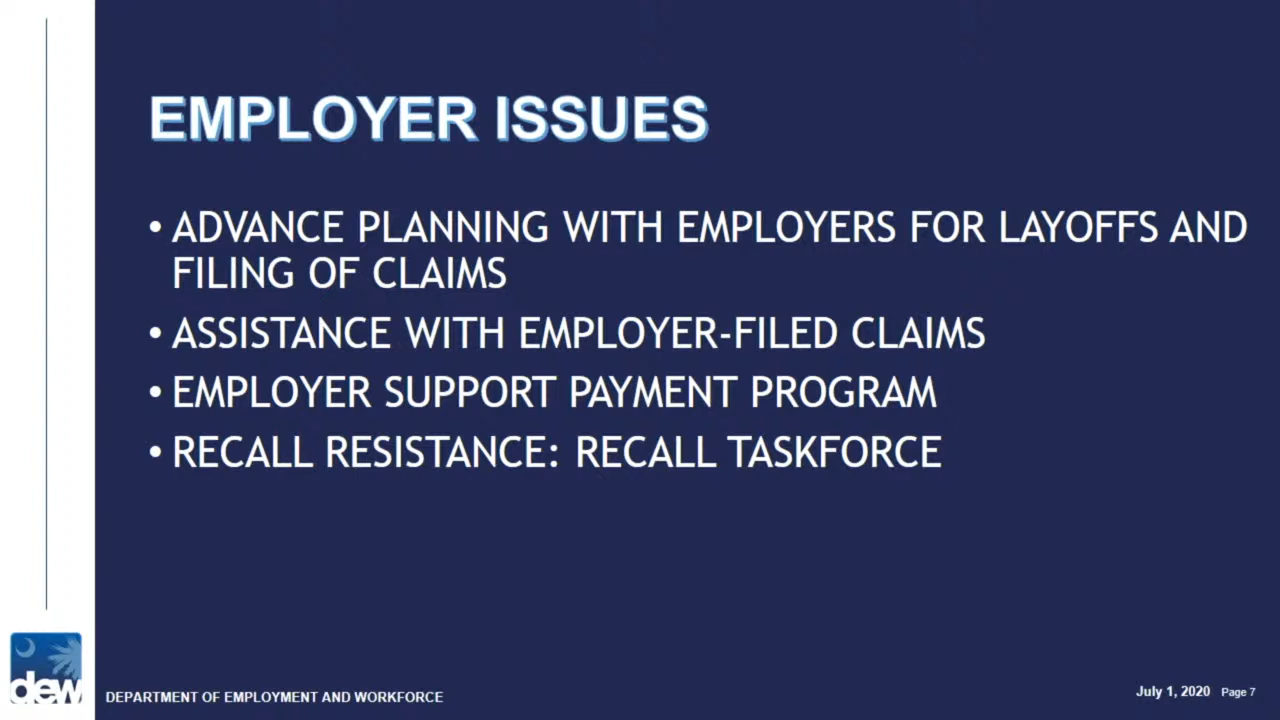 EMPLOYER ISSUES
• ADVANCE PLANNING WITH EMPLOYERS FOR LAYOFFS AND
FILING OF CLAIMS
• ASSISTANCE WITH EMPLOYER-FILED CLAIMS
• EMPLOYER SUPPORT PAYMENT PROGRAM
• RECALL RESISTANCE: RECALL TASKFORCE
dew
DEPARTMENT OF EMPLOYMENT AND WORKFORCE
July 1, 2020 Page 7